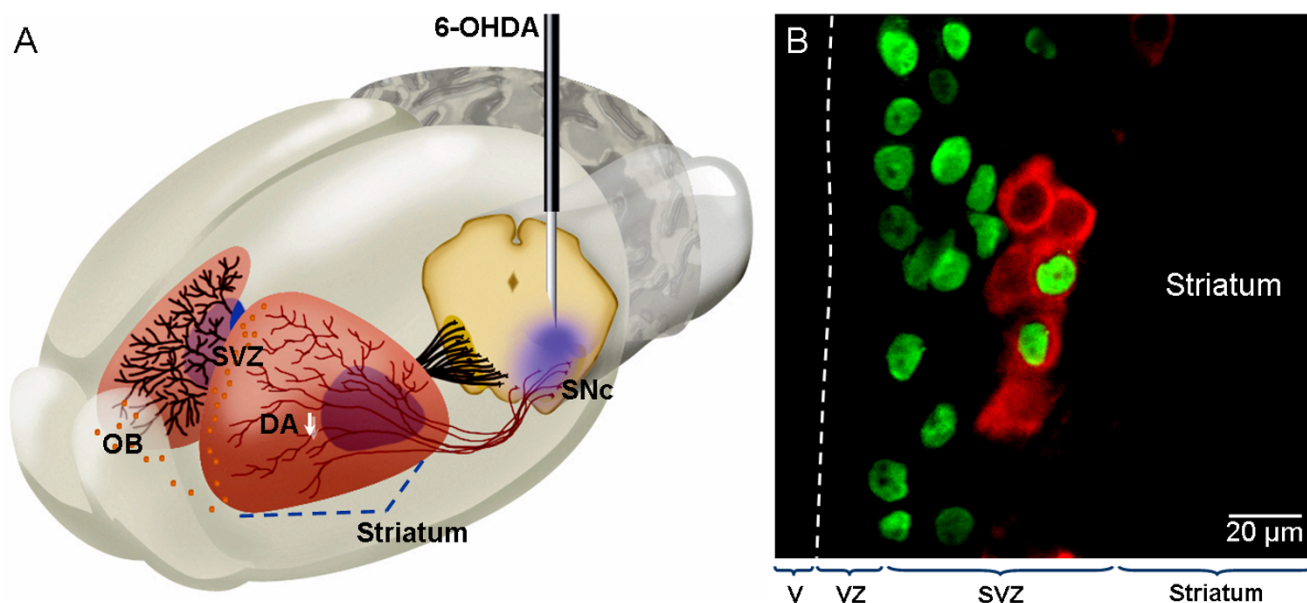 A
6-OHDA
SVZ
SNc
DA
OB
Striatum
B
Striatum
20 µm
V VZ SVZ Striatum